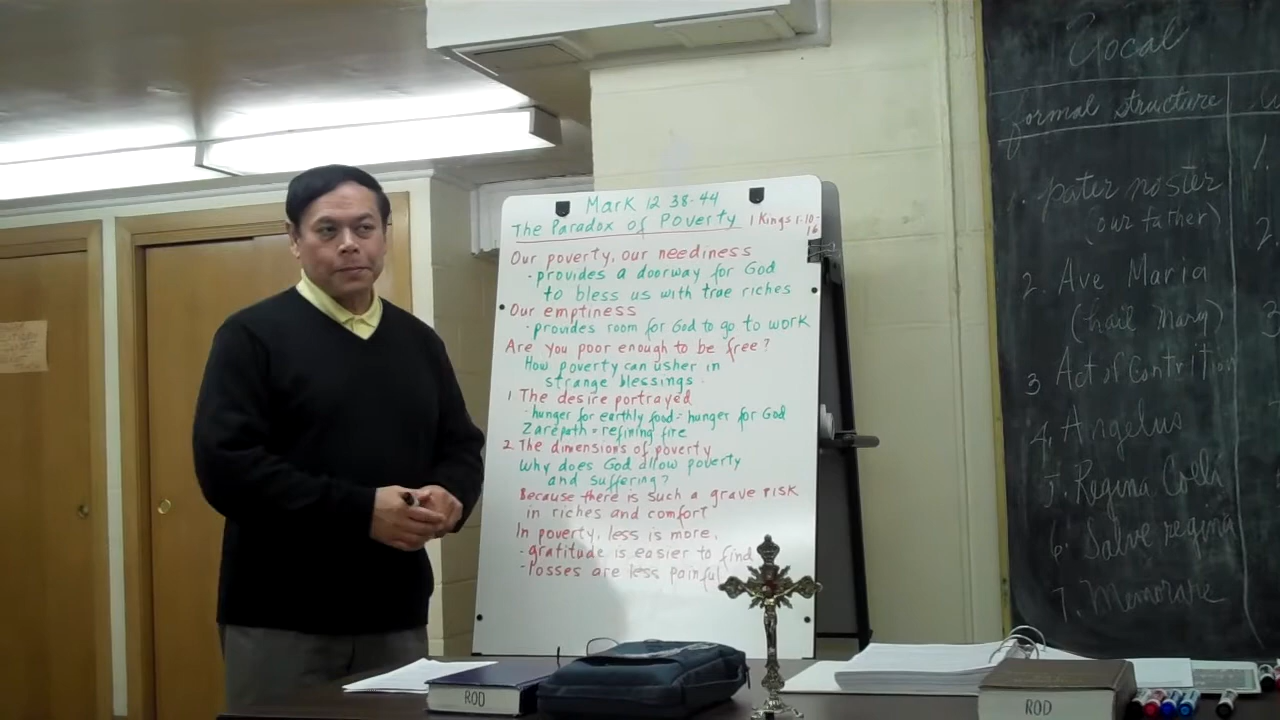 Mark 12 38-44
The Paradox of Poverty 1 Kings 1-10-
16
Our poverty, our neediness
- provides a doorway for God
to bless us with true riches
Our emptiness
- provides room for God to go to work
Are you poor enough to be free?
How poverty can usher in
strange blessings.
1 The desire portrayed
- hunger for earthly food = hunger for God
Zarepath = refining fire
2. The dimensions of poverty
Why does God allow poverty
and suffering?
Because there is such a grave risk
in riches and comfort
In poverty, less is more,
- gratitude is easier to find
- losses are less painful
Vocal
formal structure
1. pater noster
(our father)
2. Ave Maria
(hail Mary)
3 Act of Contrition
4. Angelus
5. Regina Coeli
6. Salve regina
7. Memorare
1.
2.
3
ROD
ROD